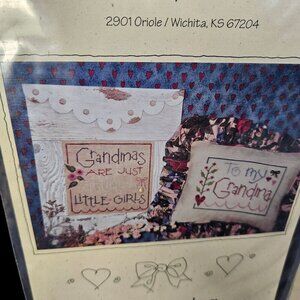 2901 Oriole / Wichita, KS 67204
Grandmas
ARE JUST
LITTLE GIRLS
To my
Grandma